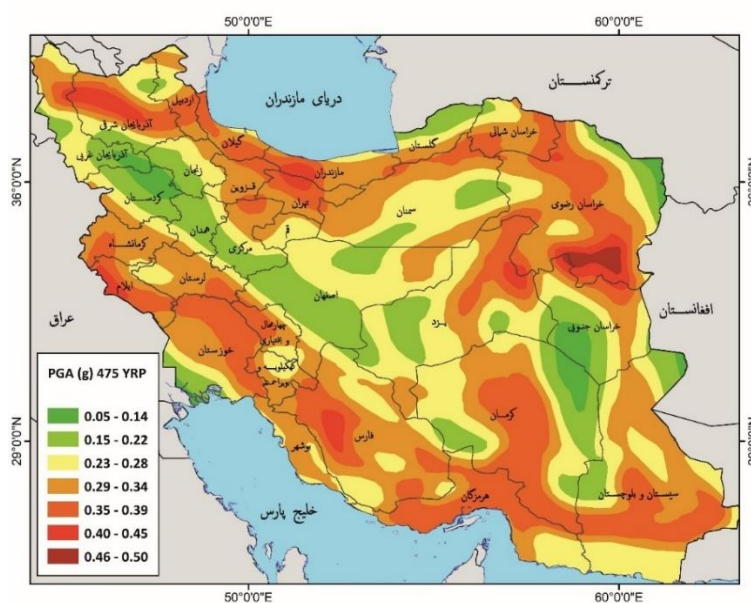 50°0'0"E
60°0'0"E
ترکمنستان
دریای مازندران
اردبیل
آذربایجان شرقی
گیلان
گلستان
خراسان شمالی
آذربایجان غربی
زنجان
مازندران
36°0'0"N
قزوین
تهران
سمنان
خراسان رضوی
کردستان
همدان
قم
مرکزی
کرمانشاه
لرستان
ایلام
اصفهان
افغانستان
عراق
یزد
خراسان جنوبی
چهارمحال
و بختیاری
خوزستان
کهگیلویه و
بویراحمد
PGA (g) 475 YRP
0.05 - 0.14
0.15 - 0.22
0.23 - 0.28
0.29 - 0.34
0.35 - 0.39
0.40 - 0.45
0.46 - 0.50
کرمان
فارس
29°0'0"N
بوشهر
هرمزگان
سیستان و بلوچستان
خلیج پارس
50°0'0"E
60°0'0"E